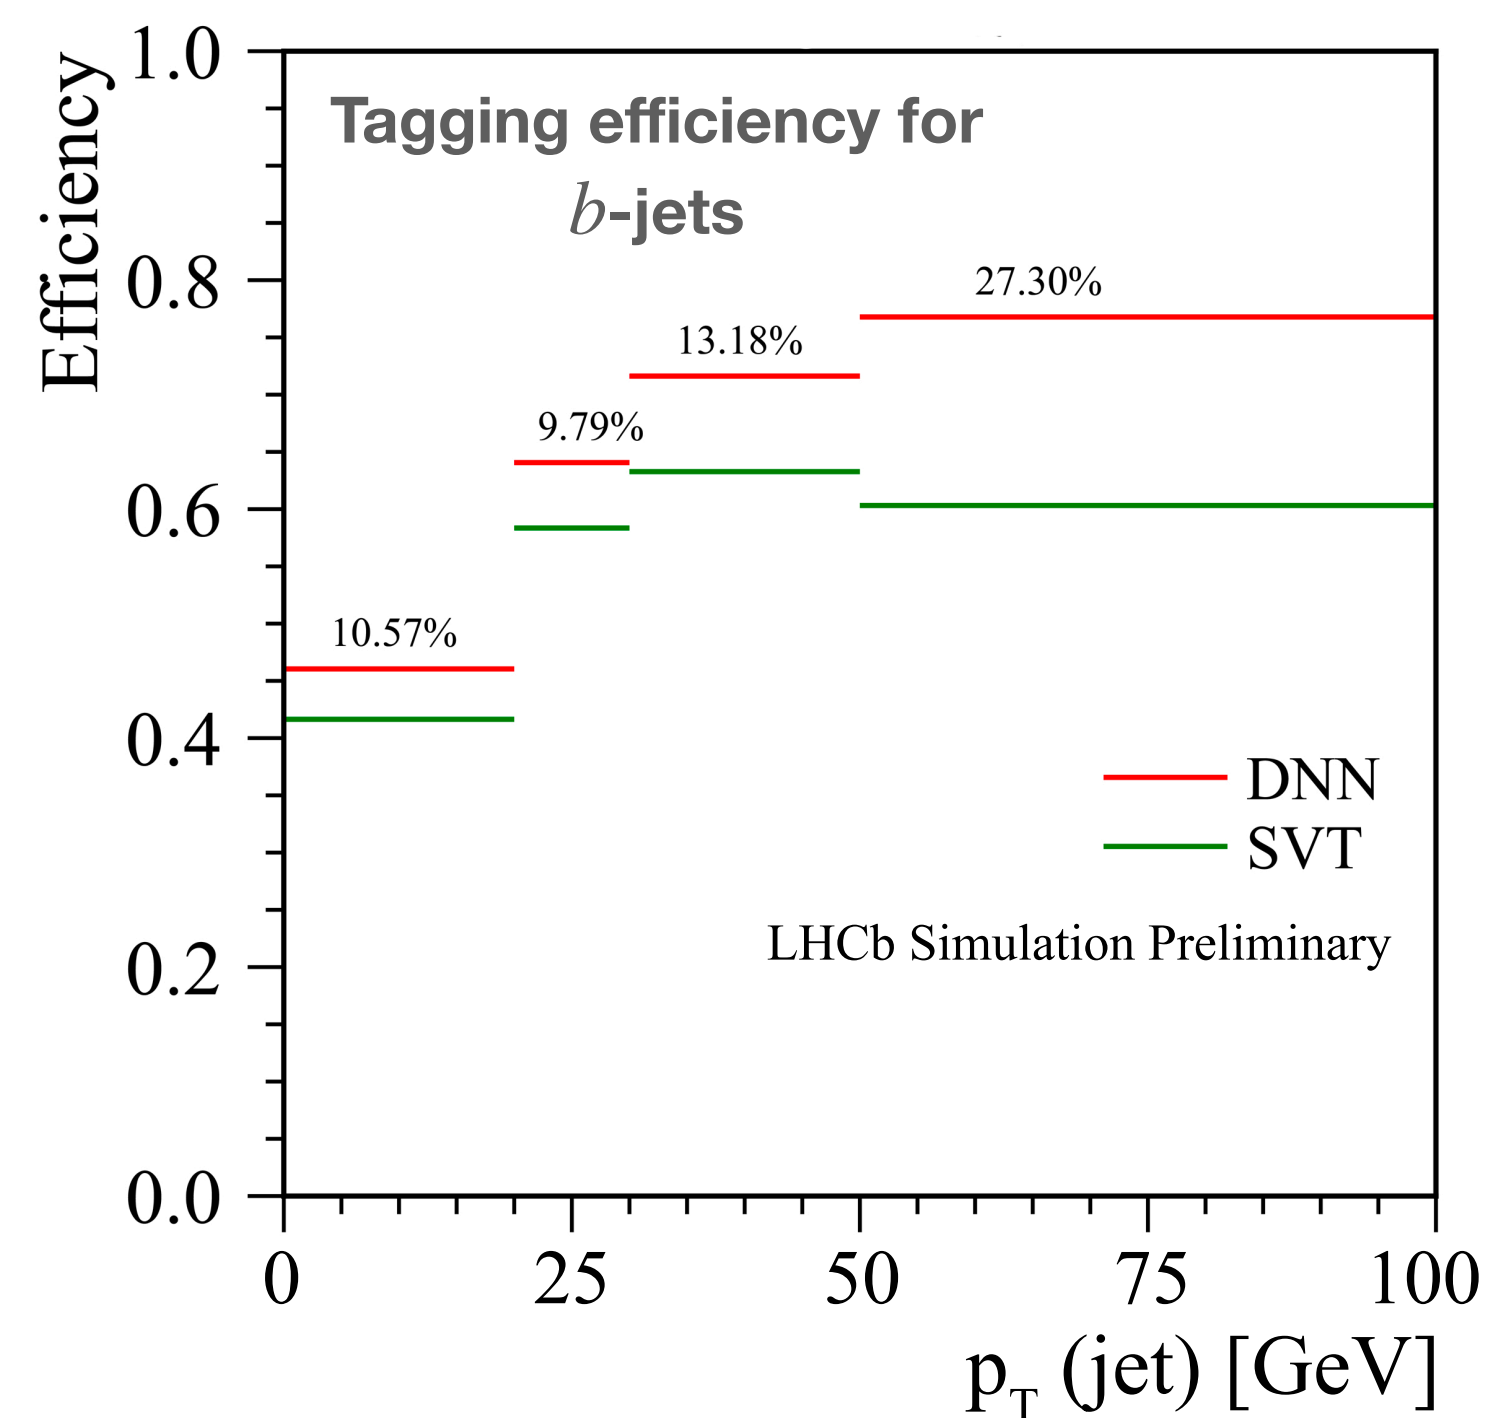 Efficiency
1.0
0.8
0.6
0.4
0.2
0.0
Tagging efficiency for
b-jets
27.30%
13.18%
9.79%
10.57%
DNN
SVT
LHCb Simulation Preliminary
0 25 50 75 100
pT (jet) [GeV]